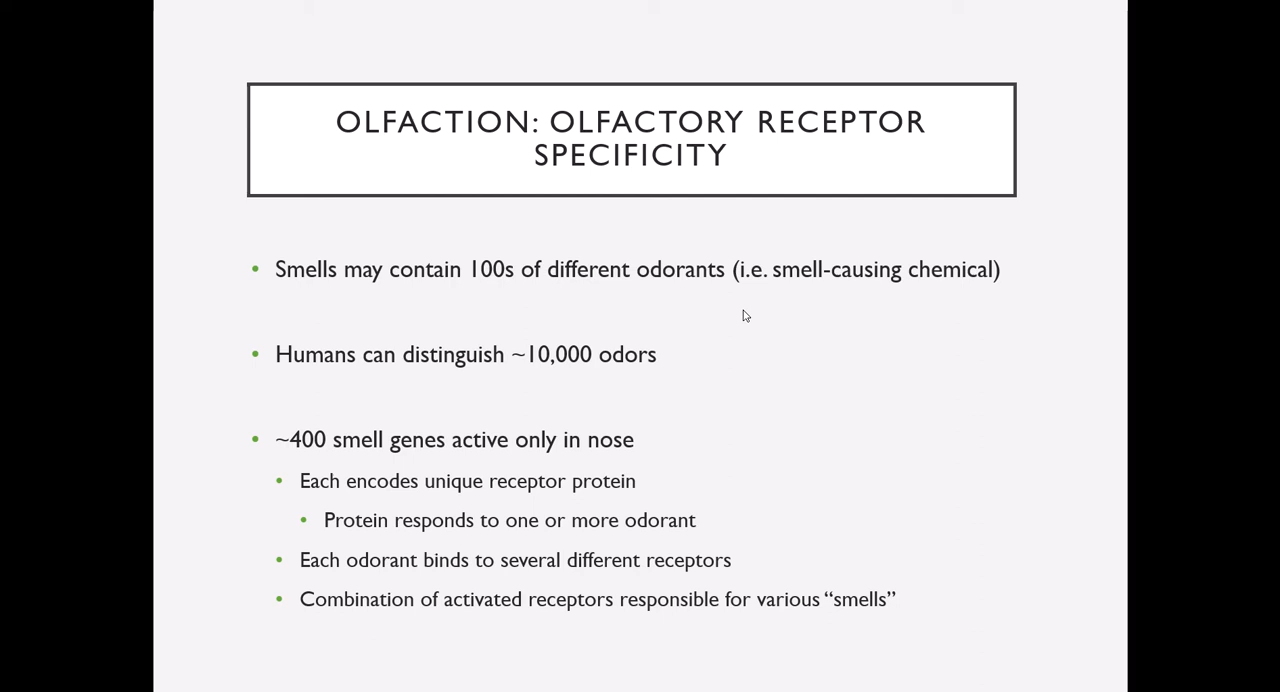 OLFACTION: OLFACTORY RECEPTOR
SPECIFICITY
• Smells may contain 100s of different odorants (i.e. smell-causing chemical)
• Humans can distinguish ~10,000 odors
• ~400 smell genes active only in nose
• Each encodes unique receptor protein
• Protein responds to one or more odorant
• Each odorant binds to several different receptors
• Combination of activated receptors responsible for various “smells”